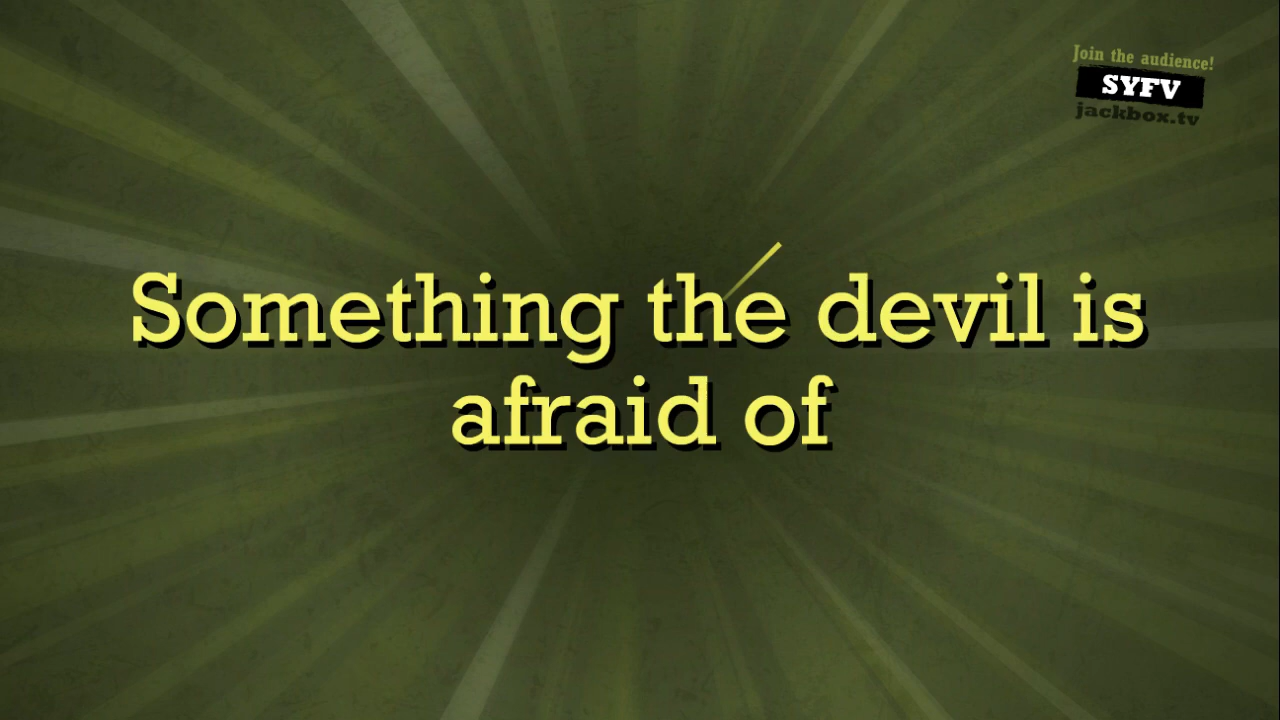 Join the audience!
SYFV
jackbox.tv
Something the devil is
afraid of